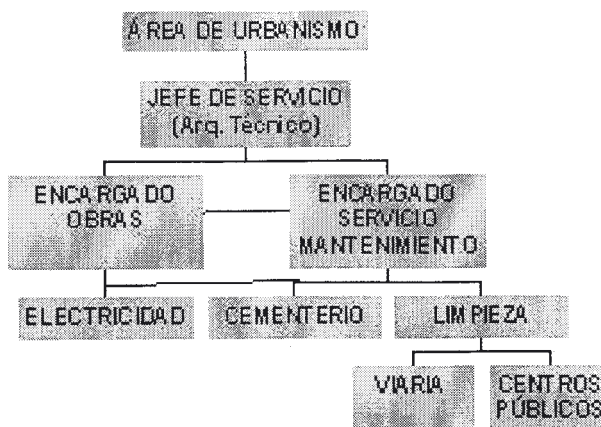 ÁREA DE URBANISMO
JEFE DE SERVICIO
(Arq. Técnico)
ENCARGADO
OBRAS
ENCARGADO
SERVICIO
MANTENIMIENTO
ELECTRICIDAD
CEMENTERIO
LIMPIEZA
VIARIA
CENTROS
PÚBLICOS